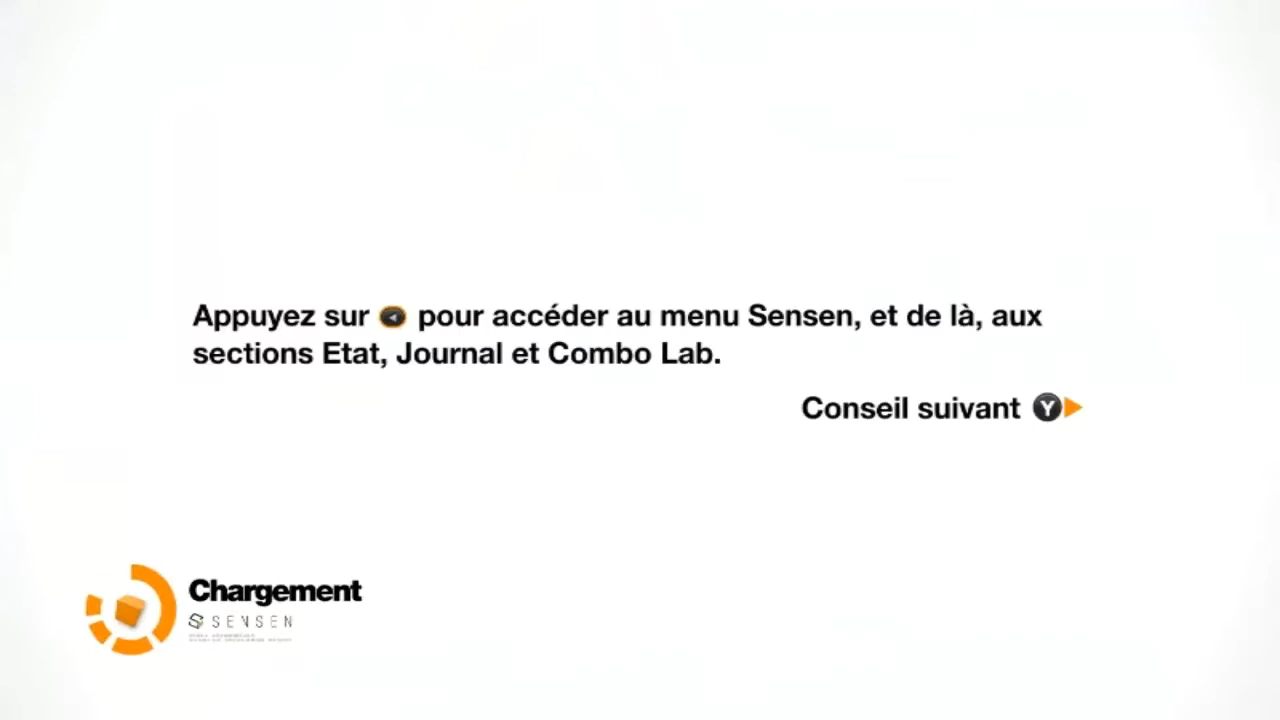 Appuyez sur pour accéder au menu Sensen, et de là, aux
sections Etat, Journal et Combo Lab.
Conseil suivant Y
Chargement
SENSEN